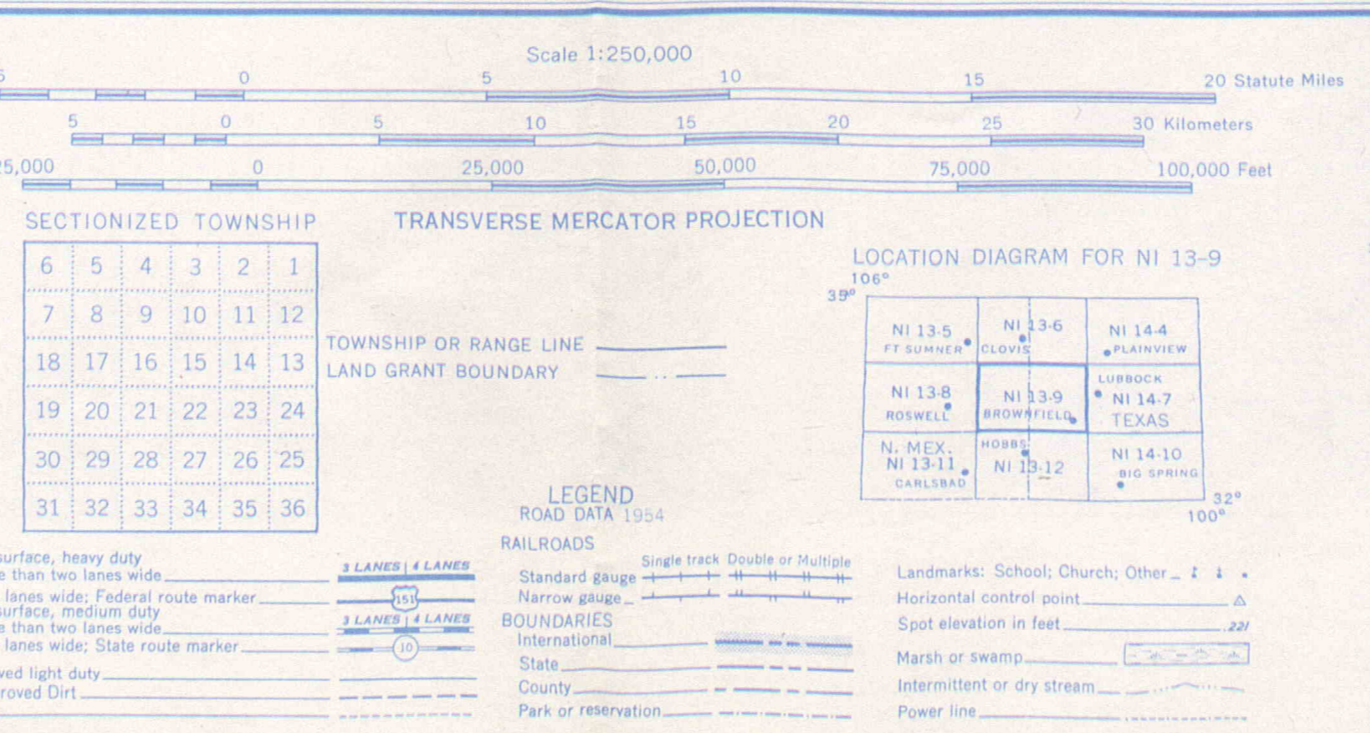 Scale 1:250,000
5 0 5 10 15 20 Statute Miles
5 0 5 10 15 20 25 30 Kilometers
25,000 0 25,000 50,000 75,000 100,000 Feet
SECTIONIZED TOWNSHIP
6 5 4 3 2 1
7 8 9 10 11 12
18 17 16 15 14 13
19 20 21 22 23 24
30 29 28 27 26 25
31 32 33 34 35 36
TRANSVERSE MERCATOR PROJECTION
TOWNSHIP OR RANGE LINE
LAND GRANT BOUNDARY
LOCATION DIAGRAM FOR NI 13-9
106°
35°
NI 13-5
FT SUMNER
NI 13-6
CLOVIS
NI 14-4
PLAINVIEW
NI 13-8
ROSWELL
NI 13-9
BROWNFIELD
LUBBOCK
NI 14-7
TEXAS
N. MEX.
NI 13-11
CARLSBAD
HOBBS
NI 13-12
NI 14-10
BIG SPRING
32°
100°
LEGEND
ROAD DATA 1954
surface, heavy duty
e than two lanes wide 3 LANES | 4 LANES
lanes wide; Federal route marker 151
surface, medium duty
e than two lanes wide 3 LANES | 4 LANES
lanes wide; State route marker 10
ved light duty
roved Dirt
RAILROADS
Single track Double or Multiple
Standard gauge
Narrow gauge
BOUNDARIES
International
State
County
Park or reservation
Landmarks: School; Church; Other
Horizontal control point
Spot elevation in feet .221
Marsh or swamp
Intermittent or dry stream
Power line